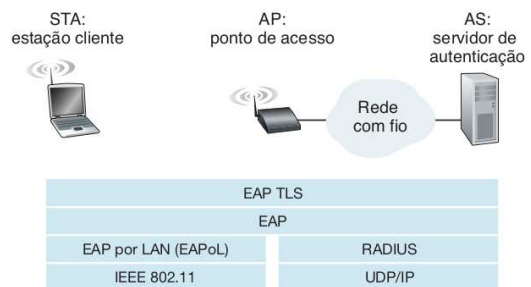 STA:
estação cliente
AP:
ponto de acesso
AS:
servidor de
autenticação
Rede
com fio
EAP TLS
EAP
EAP por LAN (EAPoL)
RADIUS
IEEE 802.11
UDP/IP